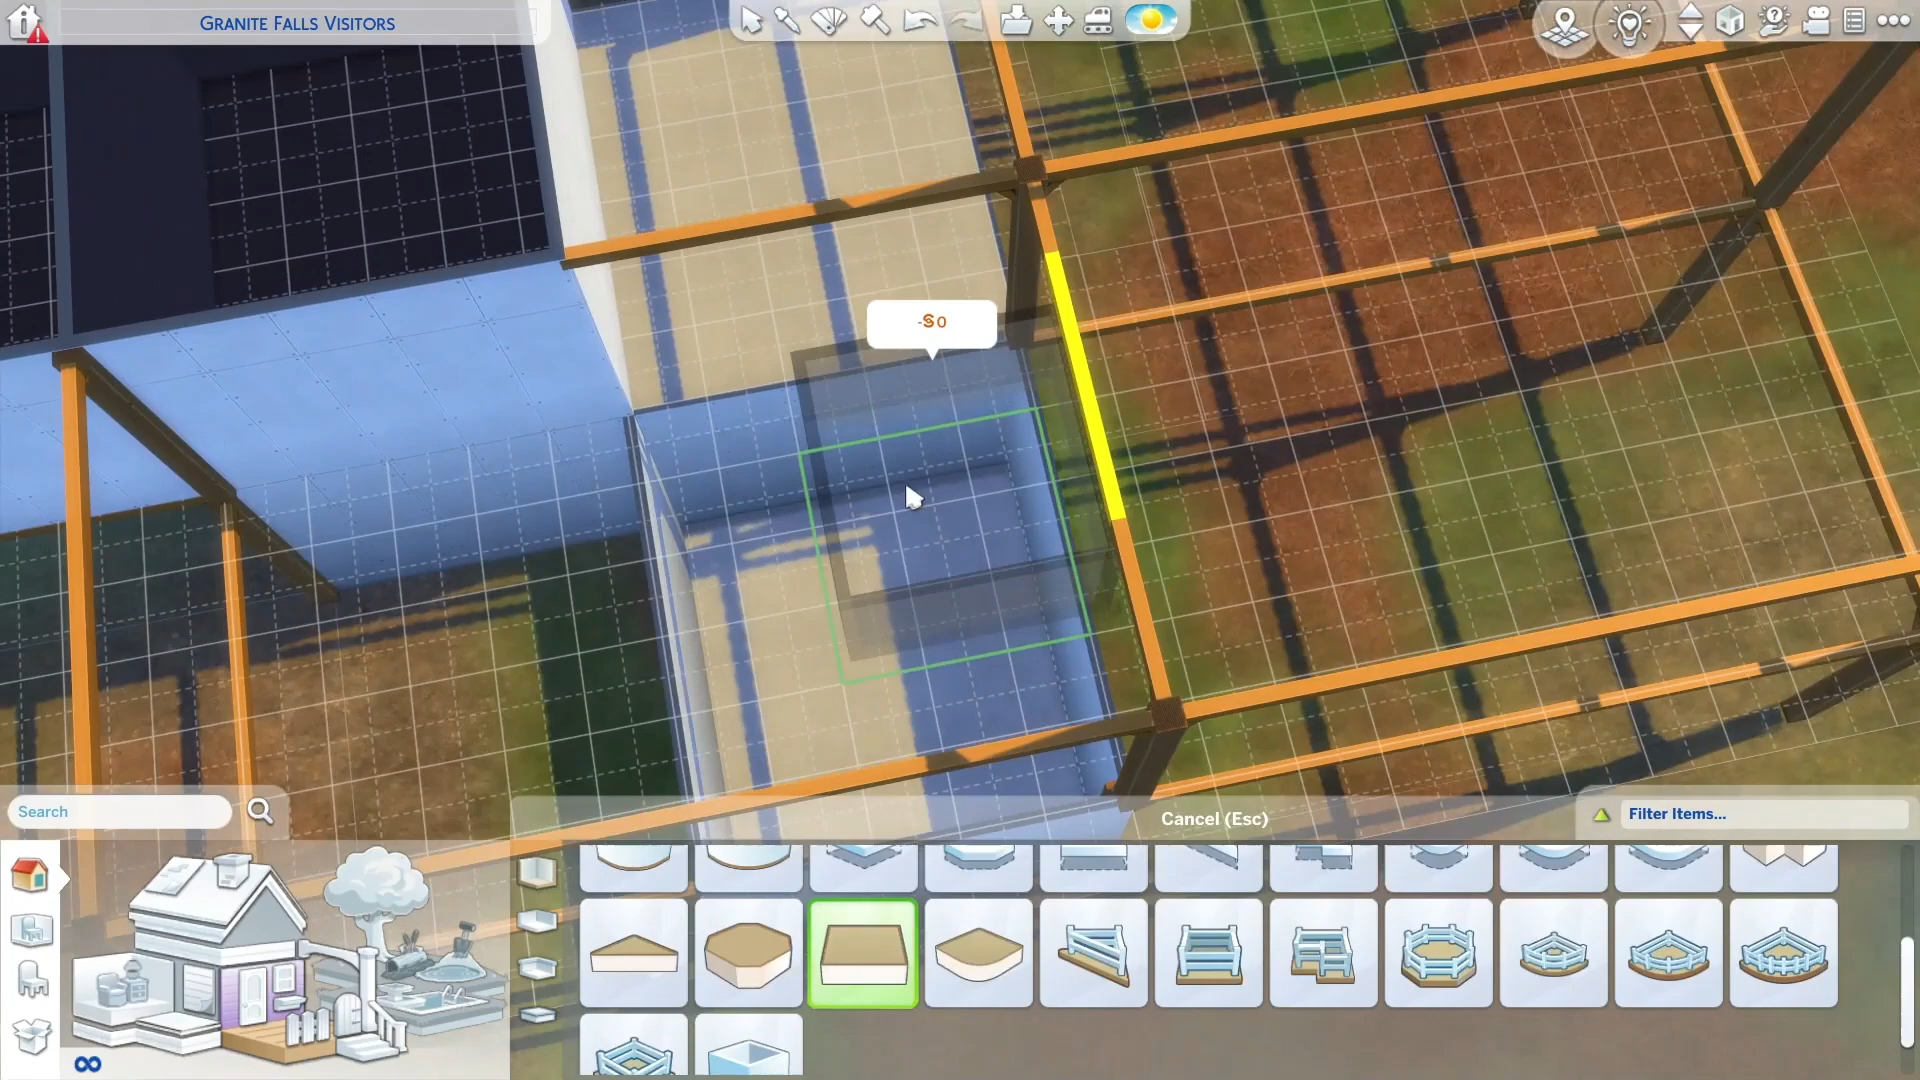 GRANITE FALLS VISITORS
-§0
Search
Cancel (Esc)
Filter Items...